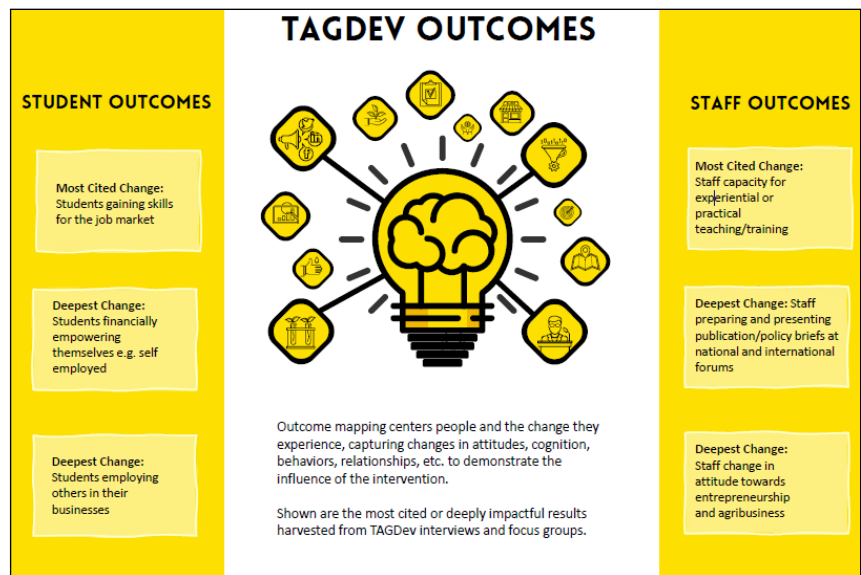 TAGDEV OUTCOMES
STUDENT OUTCOMES
Most Cited Change:
Students gaining skills
for the job market
Deepest Change:
Students financially
empowering
themselves e.g. self
employed
Deepest Change:
Students employing
others in their
businesses
Outcome mapping centers people and the change they
experience, capturing changes in attitudes, cognition,
behaviors, relationships, etc. to demonstrate the
influence of the intervention.
Shown are the most cited or deeply impactful results
harvested from TAGDev interviews and focus groups.
STAFF OUTCOMES
Most Cited Change:
Staff capacity for
experiential or
practical
teaching/training
Deepest Change: Staff
preparing and presenting
publication/policy briefs at
national and international
forums
Deepest Change:
Staff change in
attitude towards
entrepreneurship
and agribusiness